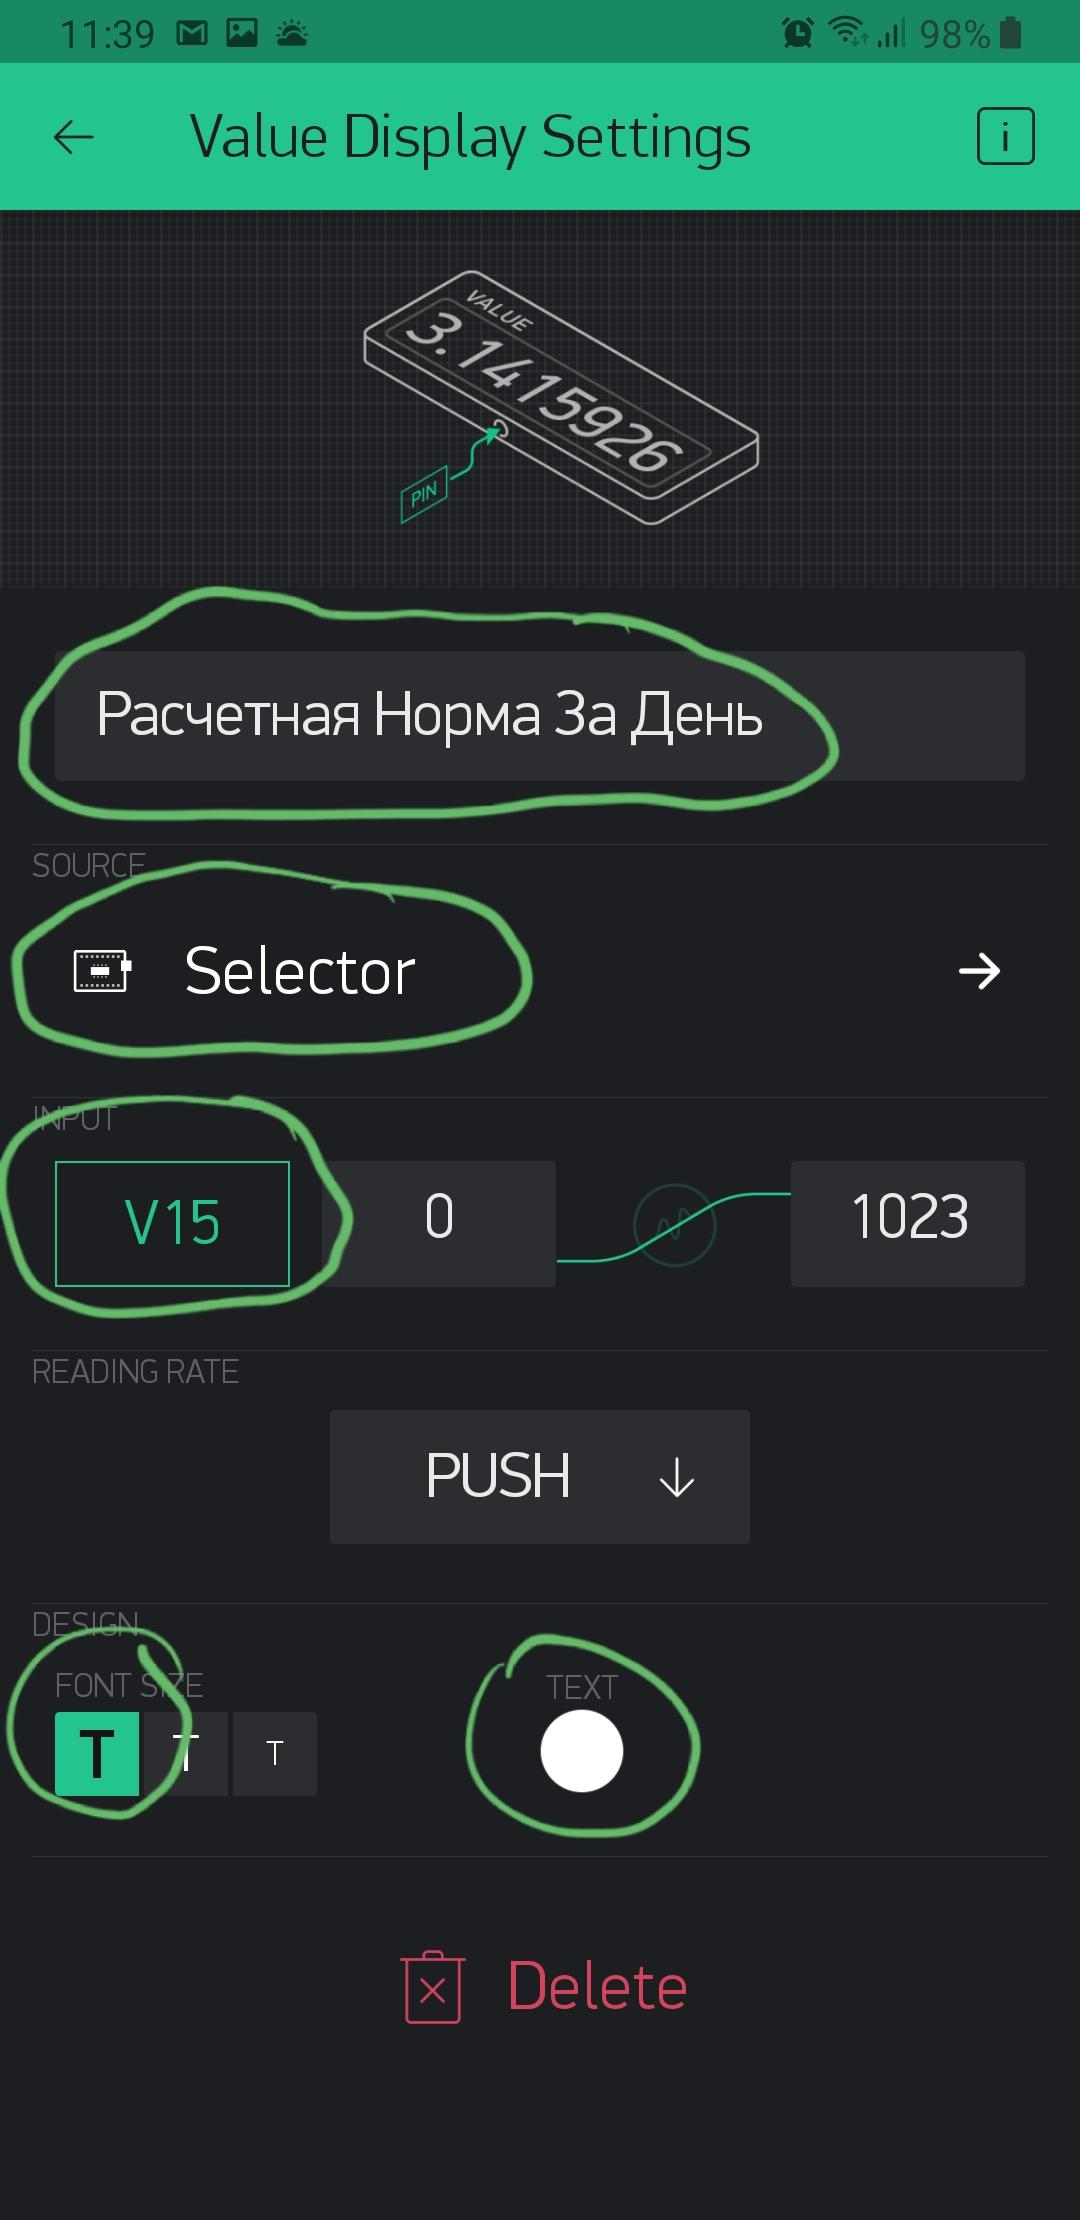 11:39 98%
Value Display Settings i
VALUE
3.1415926
PIN
Расчетная Норма За День
SOURCE
Selector
INPUT
V15 0 1023
READING RATE
PUSH
DESIGN
FONT SIZE TEXT
T T T
Delete